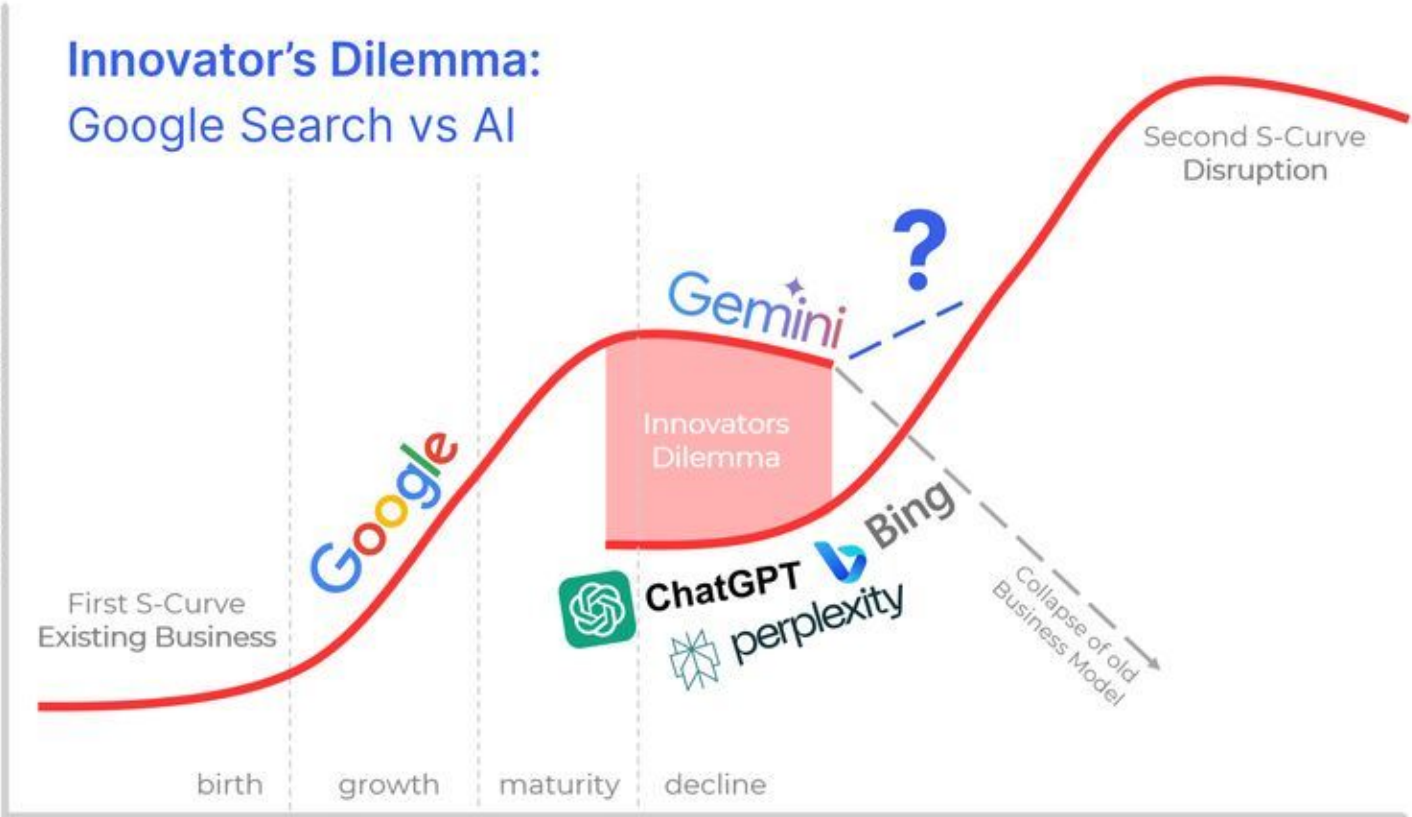 Innovator's Dilemma:
Google Search vs AI
Second S-Curve
Disruption
?
Gemini
Innovators
Dilemma
Google
First S-Curve
Existing Business
ChatGPT
Bing
perplexity
Collapse of old
Business Model
birth
growth
maturity
decline